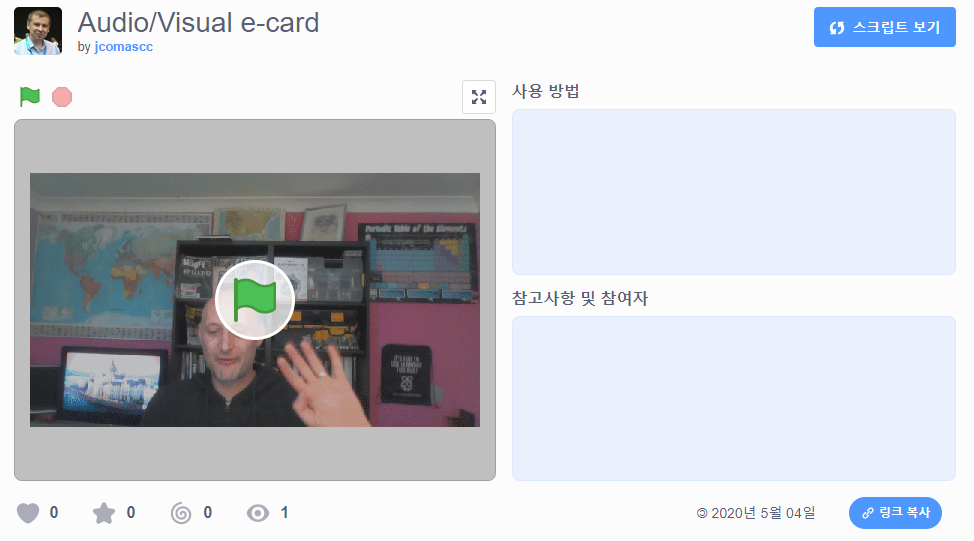 Audio/Visual e-card
by jcomascc
스크립트 보기
사용 방법
Periodic Table of the Elements
MagPi
참고사항 및 참여자
0
0
0
1
2020년 5월 04일
링크 복사